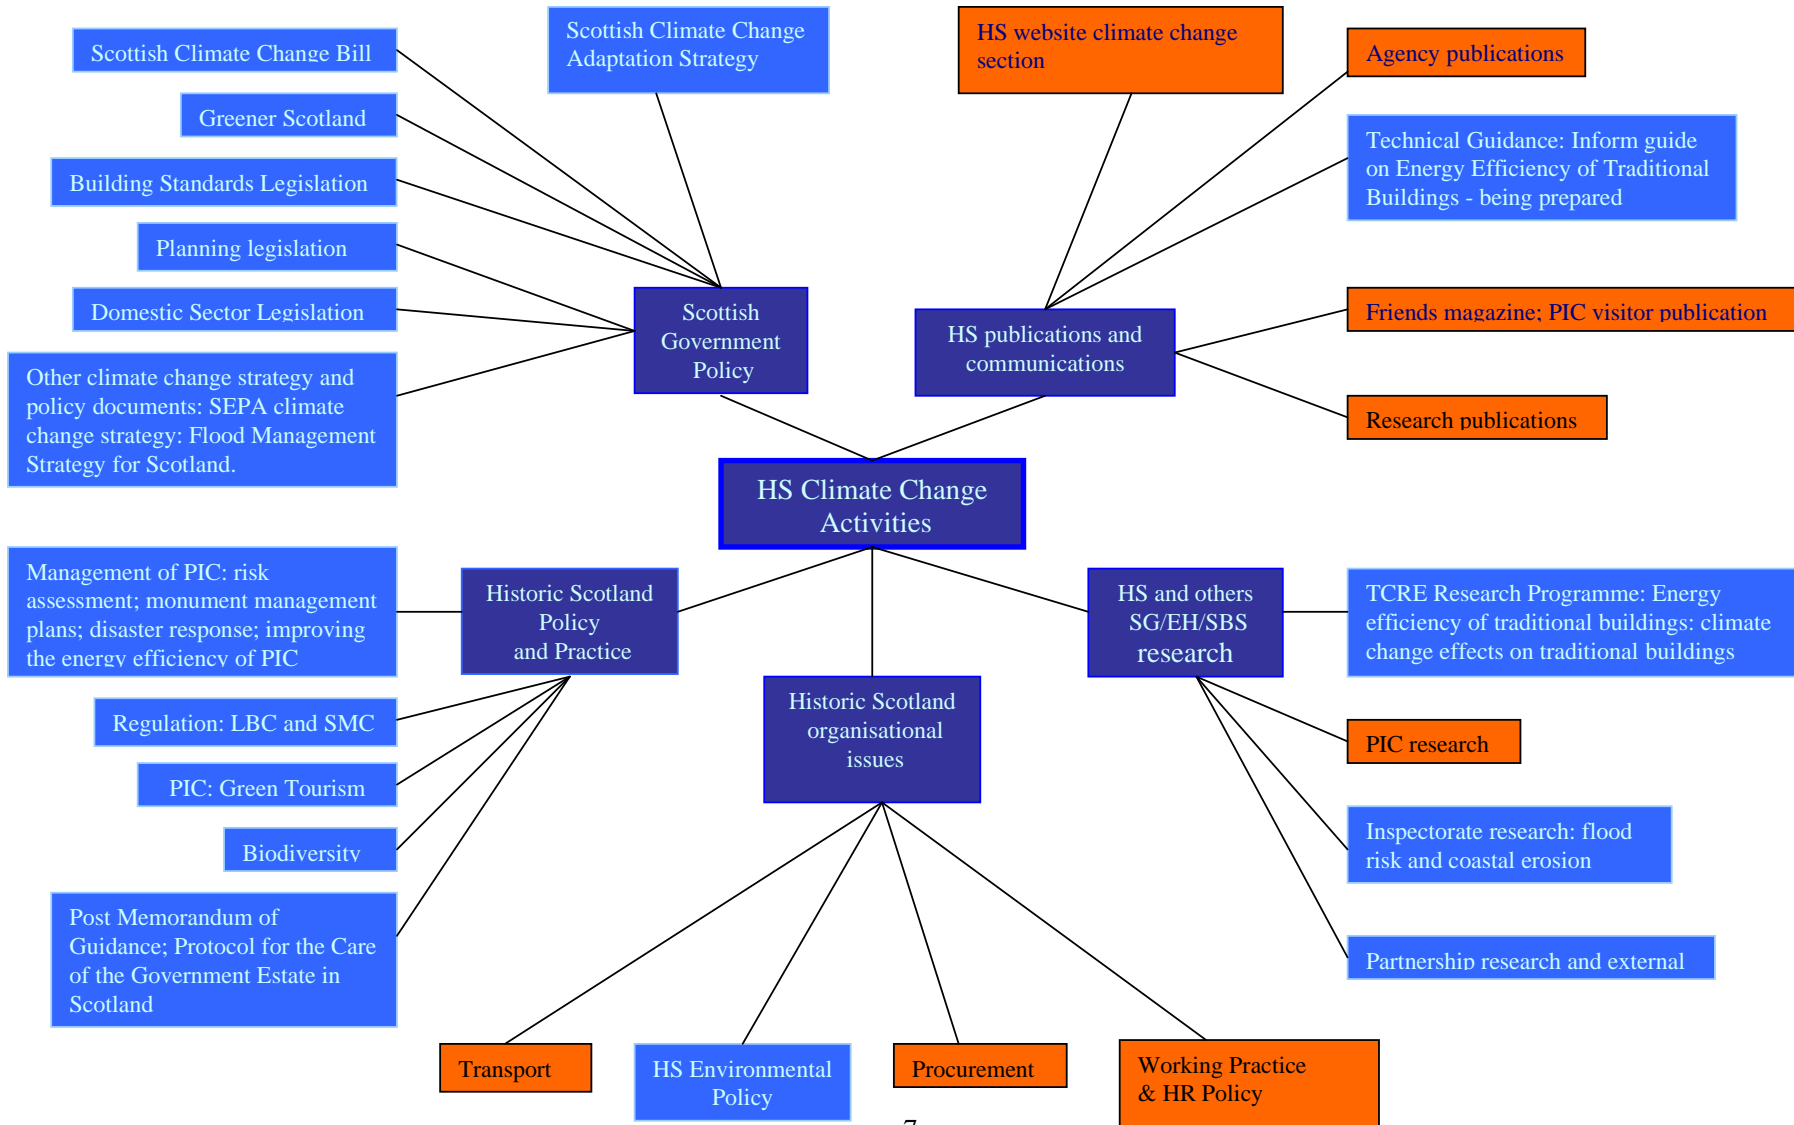 Scottish Climate Change Bill
Scottish Climate Change
Adaptation Strategy
HS website climate change
section
Agency publications
Greener Scotland
Technical Guidance: Inform guide
on Energy Efficiency of Traditional
Buildings - being prepared
Building Standards Legislation
Planning legislation
Domestic Sector Legislation
Scottish
Government
Policy
HS publications and
communications
Friends magazine; PIC visitor publication
Other climate change strategy and
policy documents: SEPA climate
change strategy: Flood Management
Strategy for Scotland.
Research publications
HS Climate Change
Activities
Management of PIC: risk
assessment; monument management
plans; disaster response; improving
the energy efficiency of PIC
Historic Scotland
Policy
and Practice
HS and others
SG/EH/SBS
research
TCRE Research Programme: Energy
efficiency of traditional buildings: climate
change effects on traditional buildings
Regulation: LBC and SMC
Historic Scotland
organisational
issues
PIC research
PIC: Green Tourism
Biodiversity
Inspectorate research: flood
risk and coastal erosion
Post Memorandum of
Guidance; Protocol for the Care
of the Government Estate in
Scotland
Partnership research and external
Transport
HS Environmental
Policy
Procurement
Working Practice
& HR Policy
7